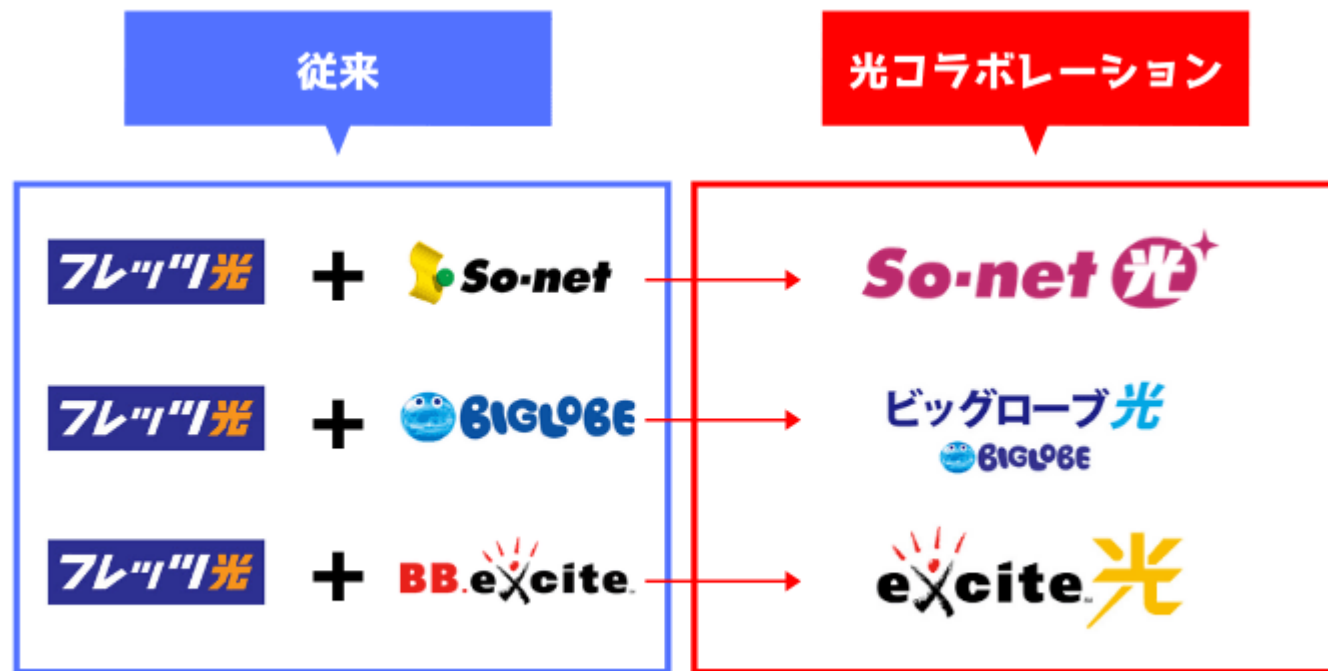 従来
光コラボレーション
フレッツ光 + So-net
So-net 光
フレッツ光 + BIGLOBE
ビッグローブ光
BIGLOBE
フレッツ光 + BB.excite
excite 光